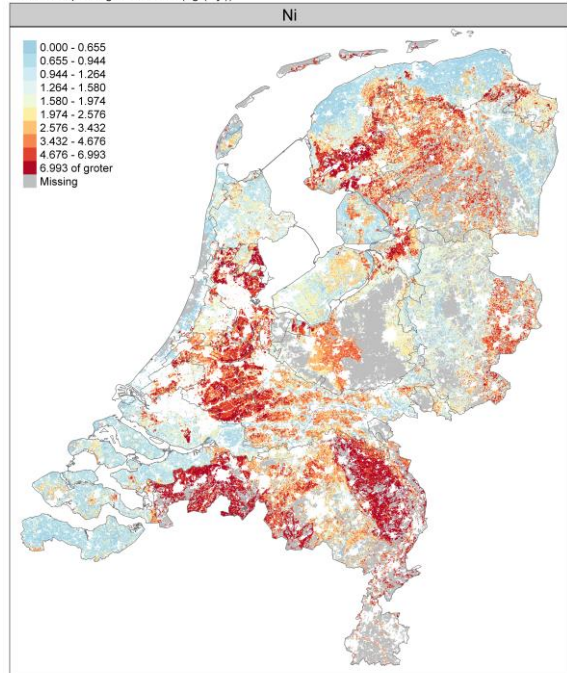 Ni
0.000 - 0.655
0.655 - 0.944
0.944 - 1.264
1.264 - 1.580
1.580 - 1.974
1.974 - 2.576
2.576 - 3.432
3.432 - 4.676
4.676 - 6.993
6.993 of groter
Missing